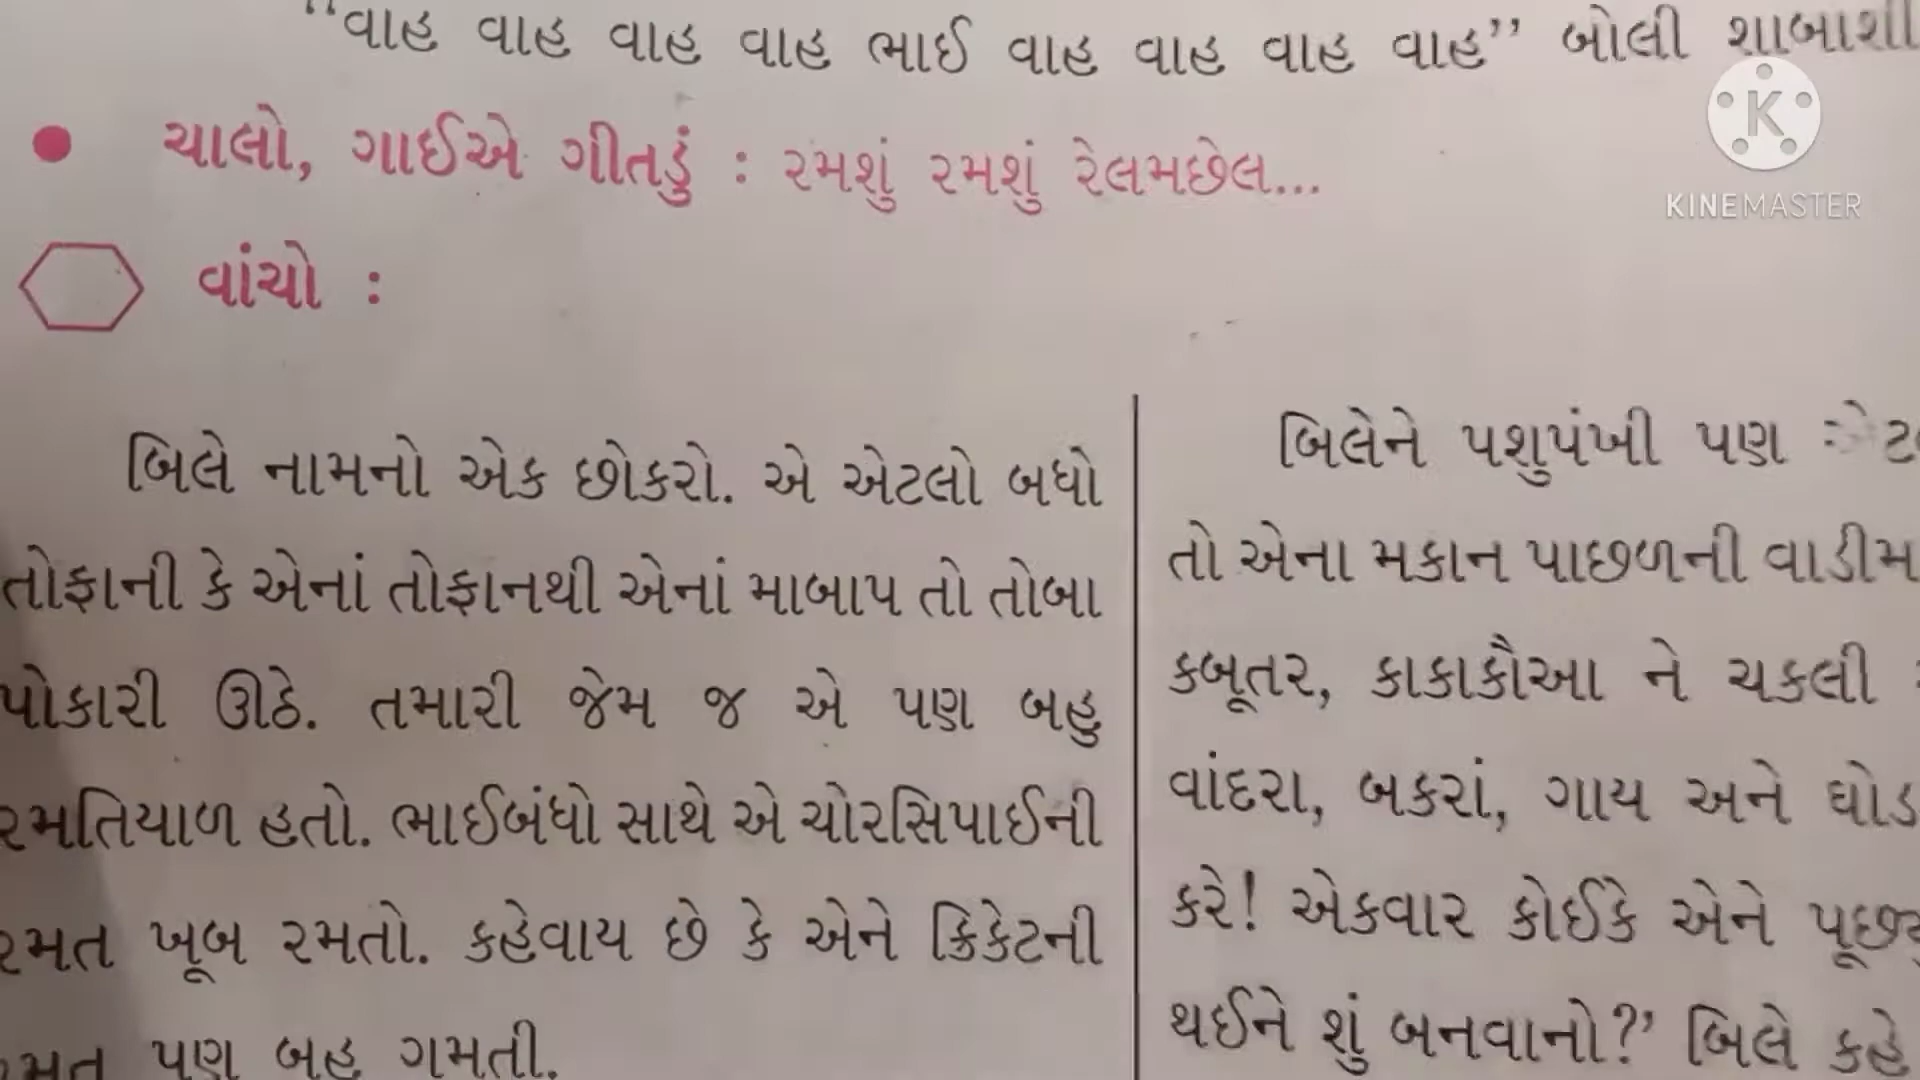 “વાહ વાહ વાહ વાહ ભાઈ વાહ વાહ વાહ વાહ” બોલી શાબાશી
• ચાલો, ગાઈએ ગીતડું : રમશું રમશું રેલમછેલ...
વાંચો :
બિલે નામનો એક છોકરો. એ એટલો બધો
તોફાની કે એનાં તોફાનથી એનાં માબાપ તો તોબા
પોકારી ઊઠે. તમારી જેમ જ એ પણ બહુ
રમતિયાળ હતો. ભાઈબંધો સાથે એ ચોરસિપાઈની
રમત ખૂબ રમતો. કહેવાય છે કે એને ક્રિકેટની
રમત પણ બહુ ગમતી.
બિલેને પશુપંખી પણ
તો એના મકાન પાછળની વાડીમ
કબૂતર, કાકાકૌઆ ને ચકલી
વાંદરા, બકરાં, ગાય અને ઘોડ
કરે! એકવાર કોઈકે એને પૂછ્ય
થઈને શું બનવાનો?’ બિલે કહે
KINEMASTER